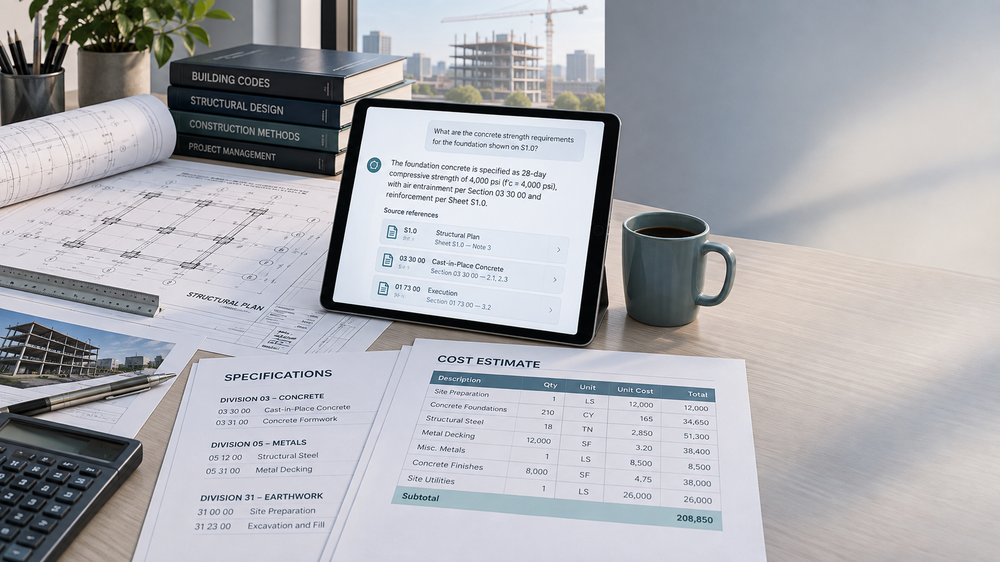 BUILDING CODES
STRUCTURAL DESIGN
CONSTRUCTION METHODS
PROJECT MANAGEMENT
STRUCTURAL PLAN
What are the concrete strength requirements
for the foundation shown on S1.0?
The foundation concrete is specified as 28-day
compressive strength of 4,000 psi (f'c = 4,000 psi),
with air entrainment per Section 03 30 00 and
reinforcement per Sheet S1.0.
Source references
S1.0 Structural Plan
Sheet S1.0 — Note 3
03 30 00 Cast-in-Place Concrete
Section 03 30 00 — 2.1, 2.3
01 73 00 Execution
Section 01 73 00 — 3.2
SPECIFICATIONS
DIVISION 03 – CONCRETE
03 30 00 Cast-in-Place Concrete
03 31 00 Concrete Formwork
DIVISION 05 – METALS
05 12 00 Structural Steel
05 31 00 Metal Decking
DIVISION 31 – EARTHWORK
31 00 00 Site Preparation
31 23 00 Excavation and Fill
COST ESTIMATE
Description Qty Unit Unit Cost Total
Site Preparation 1 LS 12,000 12,000
Concrete Foundations 210 CY 165 34,650
Structural Steel 18 TN 2,850 51,300
Metal Decking 12,000 SF 3.20 38,400
Misc. Metals 1 LS 8,500 8,500
Concrete Finishes 8,000 SF 4.75 38,000
Site Utilities 1 LS 26,000 26,000
Subtotal 208,850